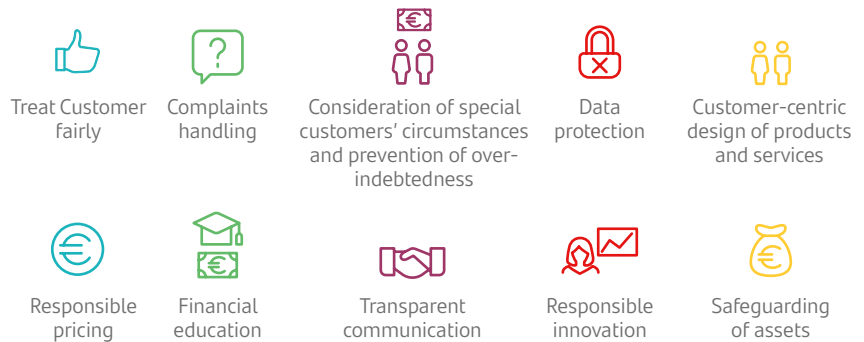 Treat Customer
fairly
Complaints
handling
Consideration of special
customers' circumstances
and prevention of over-
indebtedness
Data
protection
Customer-centric
design of products
and services
Responsible
pricing
Financial
education
Transparent
communication
Responsible
innovation
Safeguarding
of assets